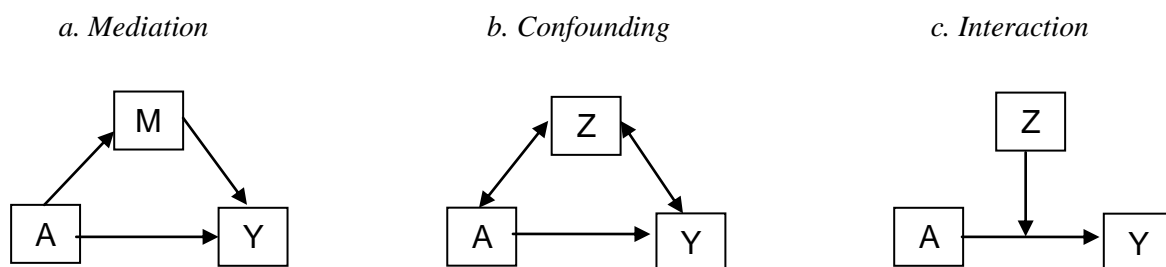 a. Mediation b. Confounding c. Interaction
M Z Z
A Y A Y A Y